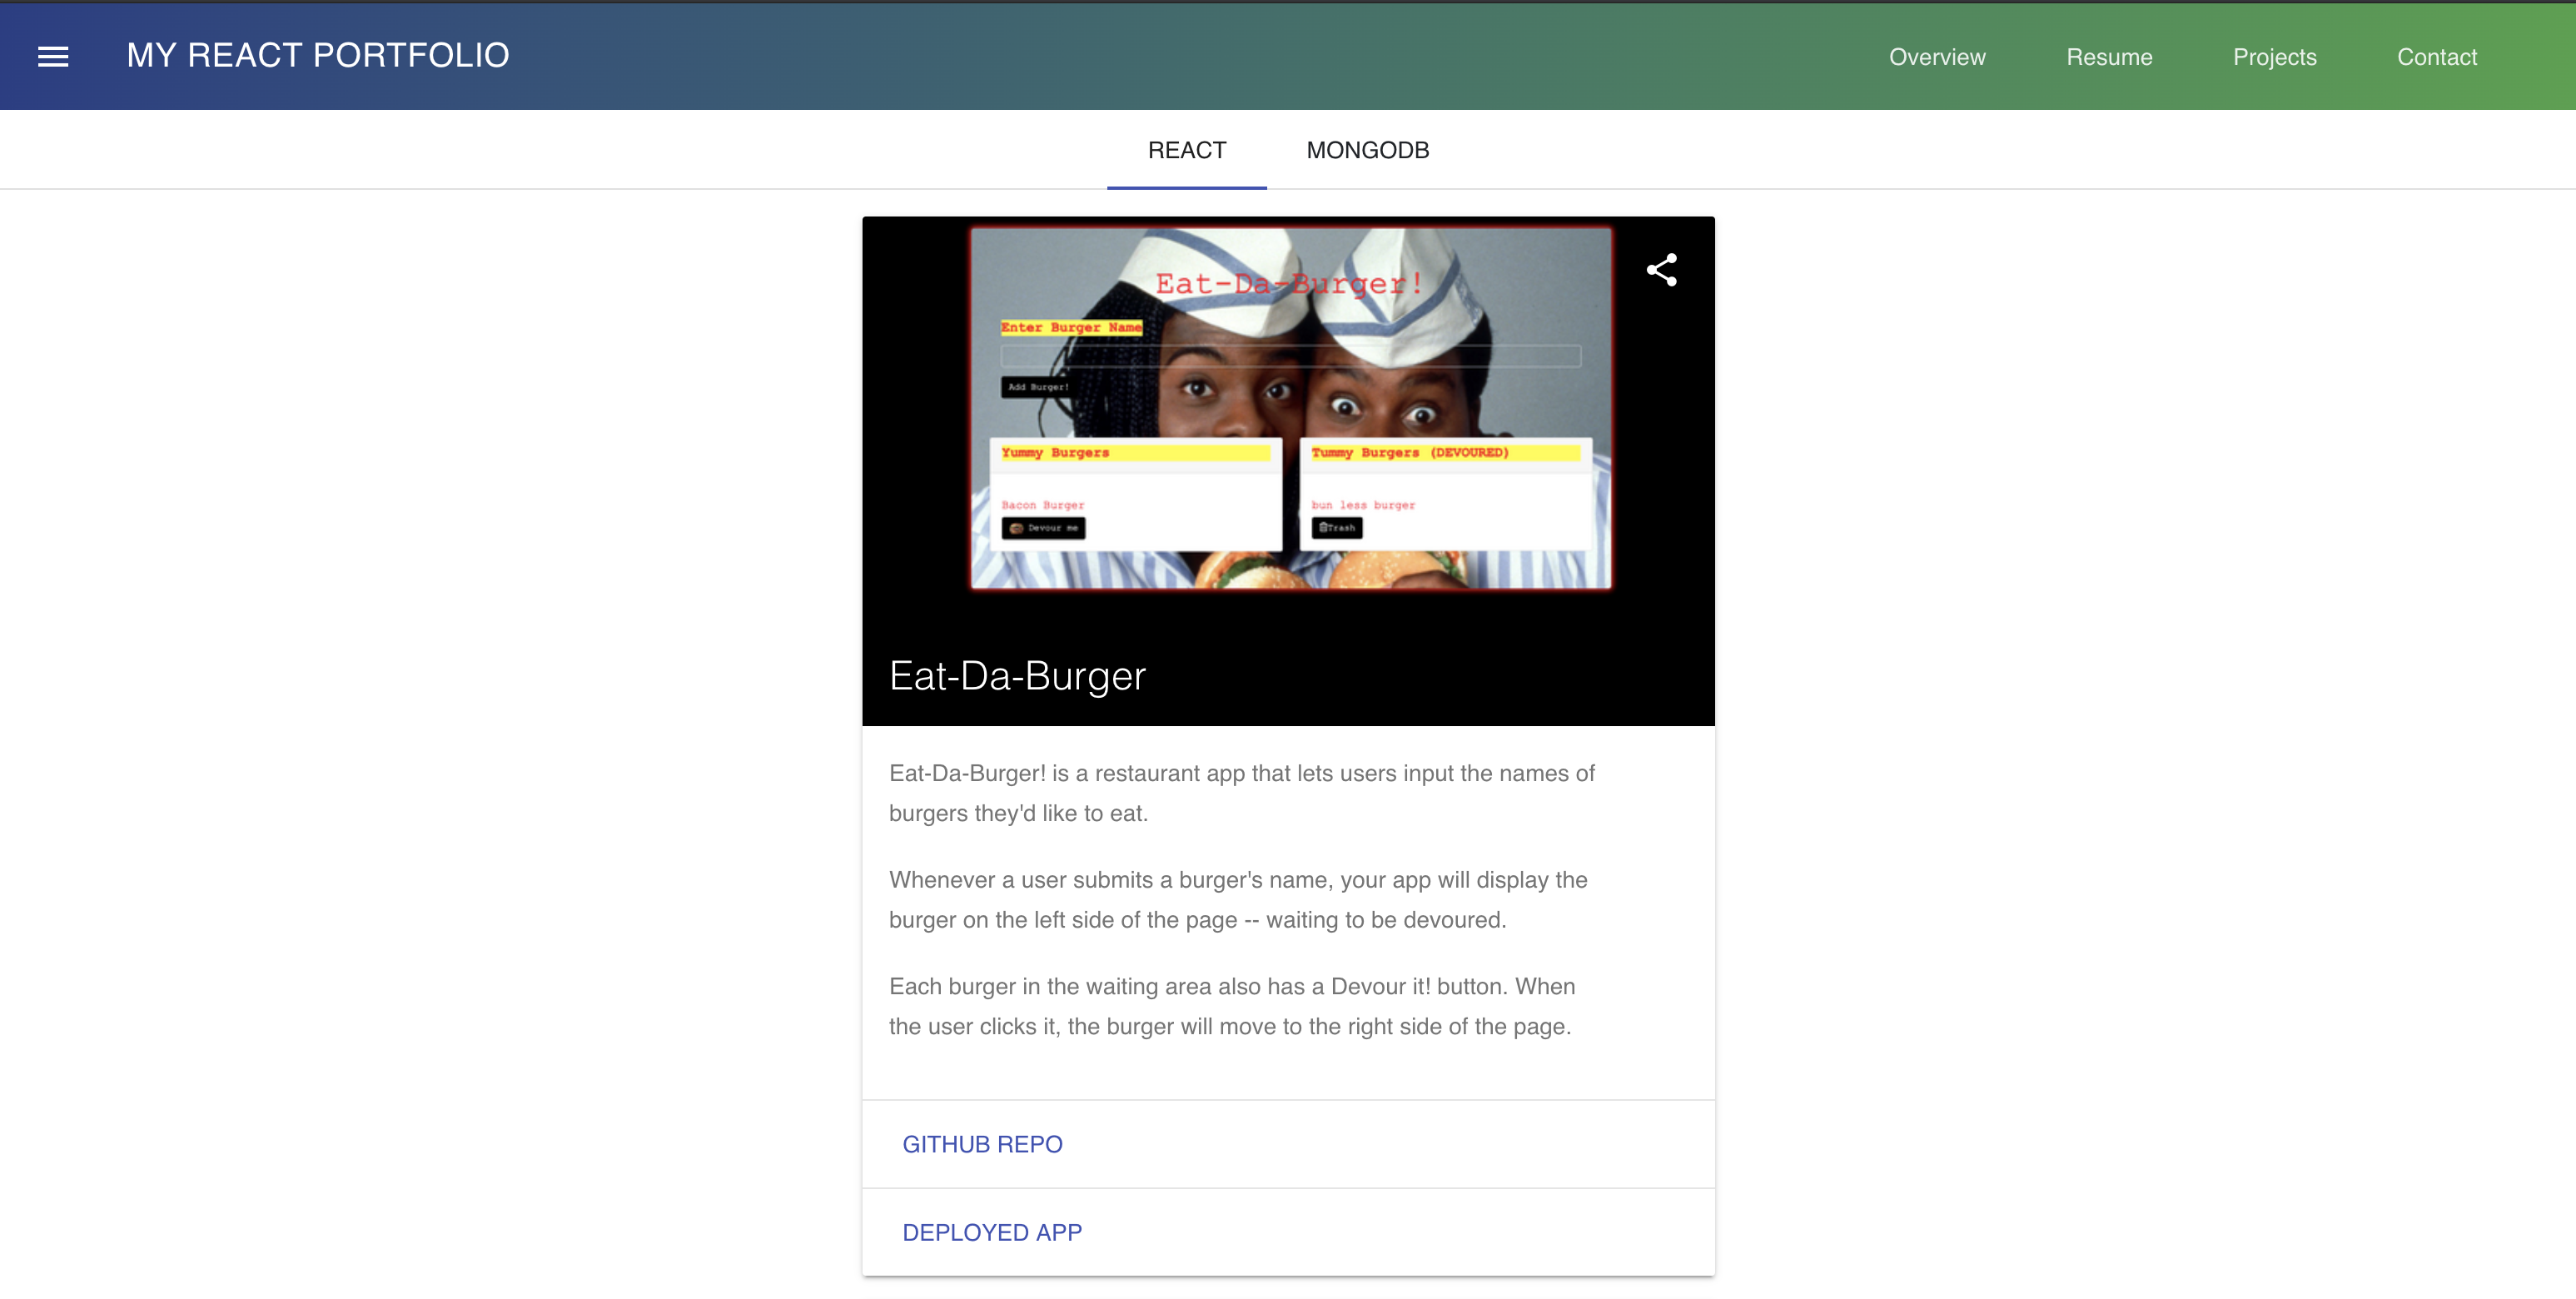 MY REACT PORTFOLIO
Overview
Resume
Projects
Contact
REACT
MONGODB
Eat-Da-Burger!
Enter Burger Name
Add Burger!
Yummy Burgers
Tummy Burgers (DEVOURED)
Bacon Burger
bun less burger
Devour me
Trash
Eat-Da-Burger
Eat-Da-Burger! is a restaurant app that lets users input the names of
burgers they'd like to eat.
Whenever a user submits a burger's name, your app will display the
burger on the left side of the page -- waiting to be devoured.
Each burger in the waiting area also has a Devour it! button. When
the user clicks it, the burger will move to the right side of the page.
GITHUB REPO
DEPLOYED APP